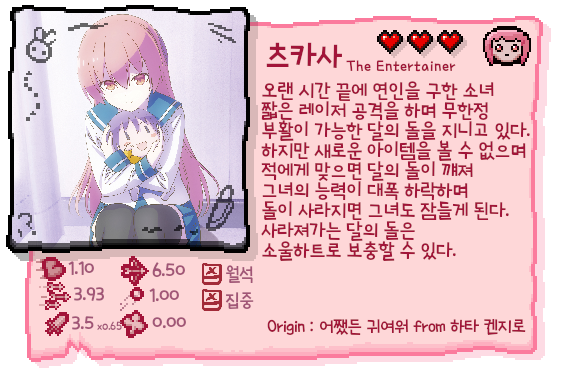 츠카사 The Entertainer
오랜 시간 끝에 연인을 구한 소녀
짧은 레이저 공격을 하며 무한정
부활이 가능한 달의 돌을 지니고 있다.
하지만 새로운 아이템을 볼 수 없으며
적에게 맞으면 달의 돌이 깨져
그녀의 능력이 대폭 하락하며
돌이 사라지면 그녀도 잠들게 된다.
사라져가는 달의 돌은
소울하트로 보충할 수 있다.
1.10 6.50 월석
3.93 1.00 집중
3.5 x0.65 0.00
Origin : 어쨌든 귀여워 from 하타 켄지로